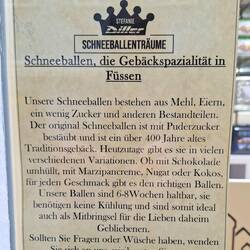 STEFANIE
Diller
SCHNEEBALLENTRÄUME
Schneeballen, die Gebäckspazialität in
Füssen
Unsere Schneeballen bestehen aus Mehl, Eiern,
ein wenig Zucker und anderen Bestandteilen.
Der original Schneeballen ist mit Puderzucker
bestäubt und ist ein über 400 Jahre altes
Traditionsgebäck. Heutzutage gibt es sie in vielen
verschiedenen Variationen. Ob mit Schokolade
umhüllt, mit Marzipancreme, Nugat oder Kokos,
für jeden Geschmack gibt es den richtigen Ballen.
Unsere Ballen sind 6-8Wochen haltbar, sie
benötigen keine Kühlung und sind somit ideal
auch als Mitbringsel für die Lieben daheim
Gebliebenen.
Sollten Sie Fragen oder Wüsche haben, wenden